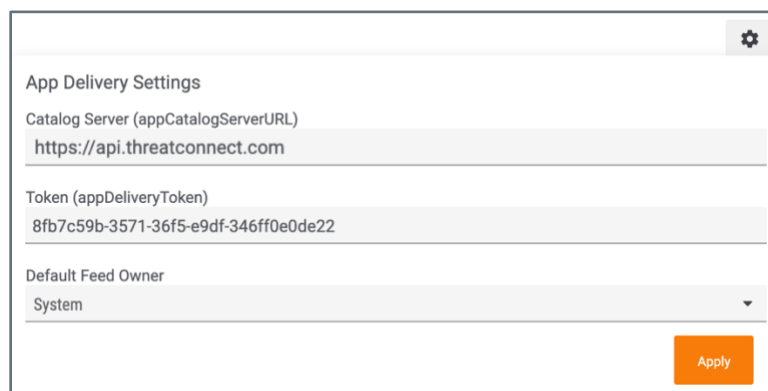 App Delivery Settings
Catalog Server (appCatalogServerURL)
https://api.threatconnect.com
Token (appDeliveryToken)
8fb7c59b-3571-36f5-e9df-346ff0e0de22
Default Feed Owner
System
Apply